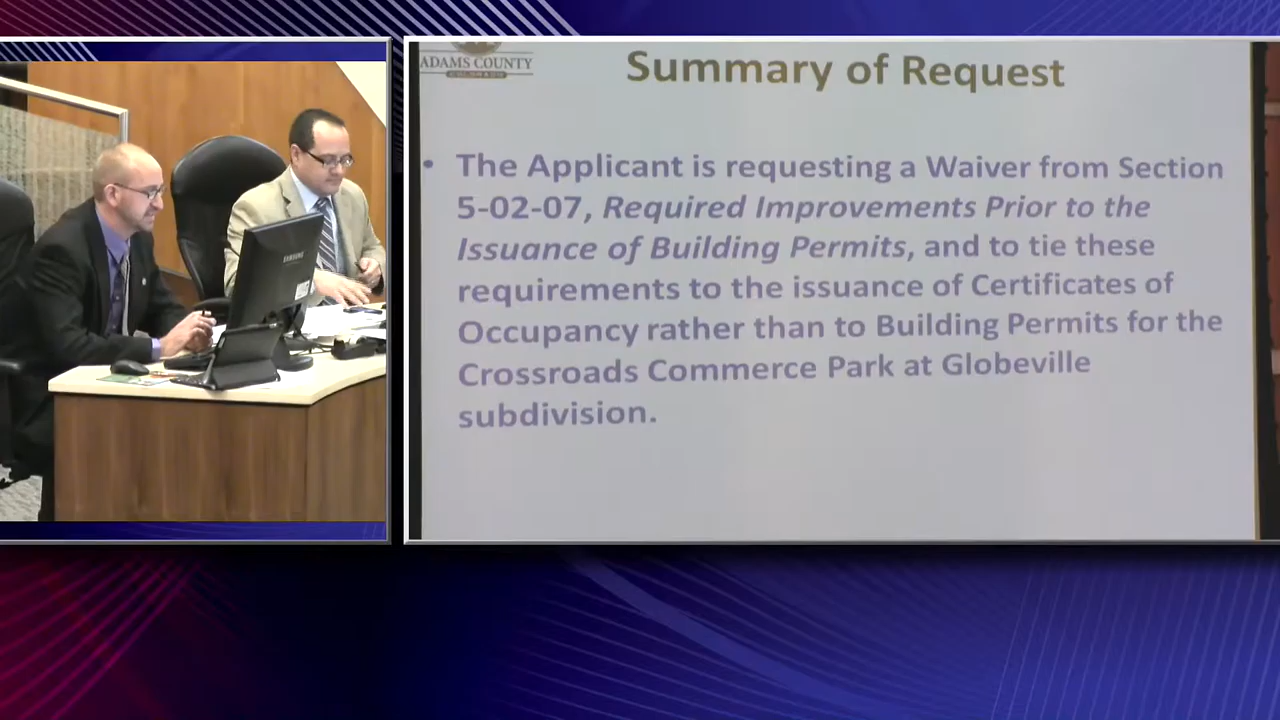 ADAMS COUNTY
COLORADO
Summary of Request
• The Applicant is requesting a Waiver from Section
5-02-07, Required Improvements Prior to the
Issuance of Building Permits, and to tie these
requirements to the issuance of Certificates of
Occupancy rather than to Building Permits for the
Crossroads Commerce Park at Globeville
subdivision.
SAMSUNG